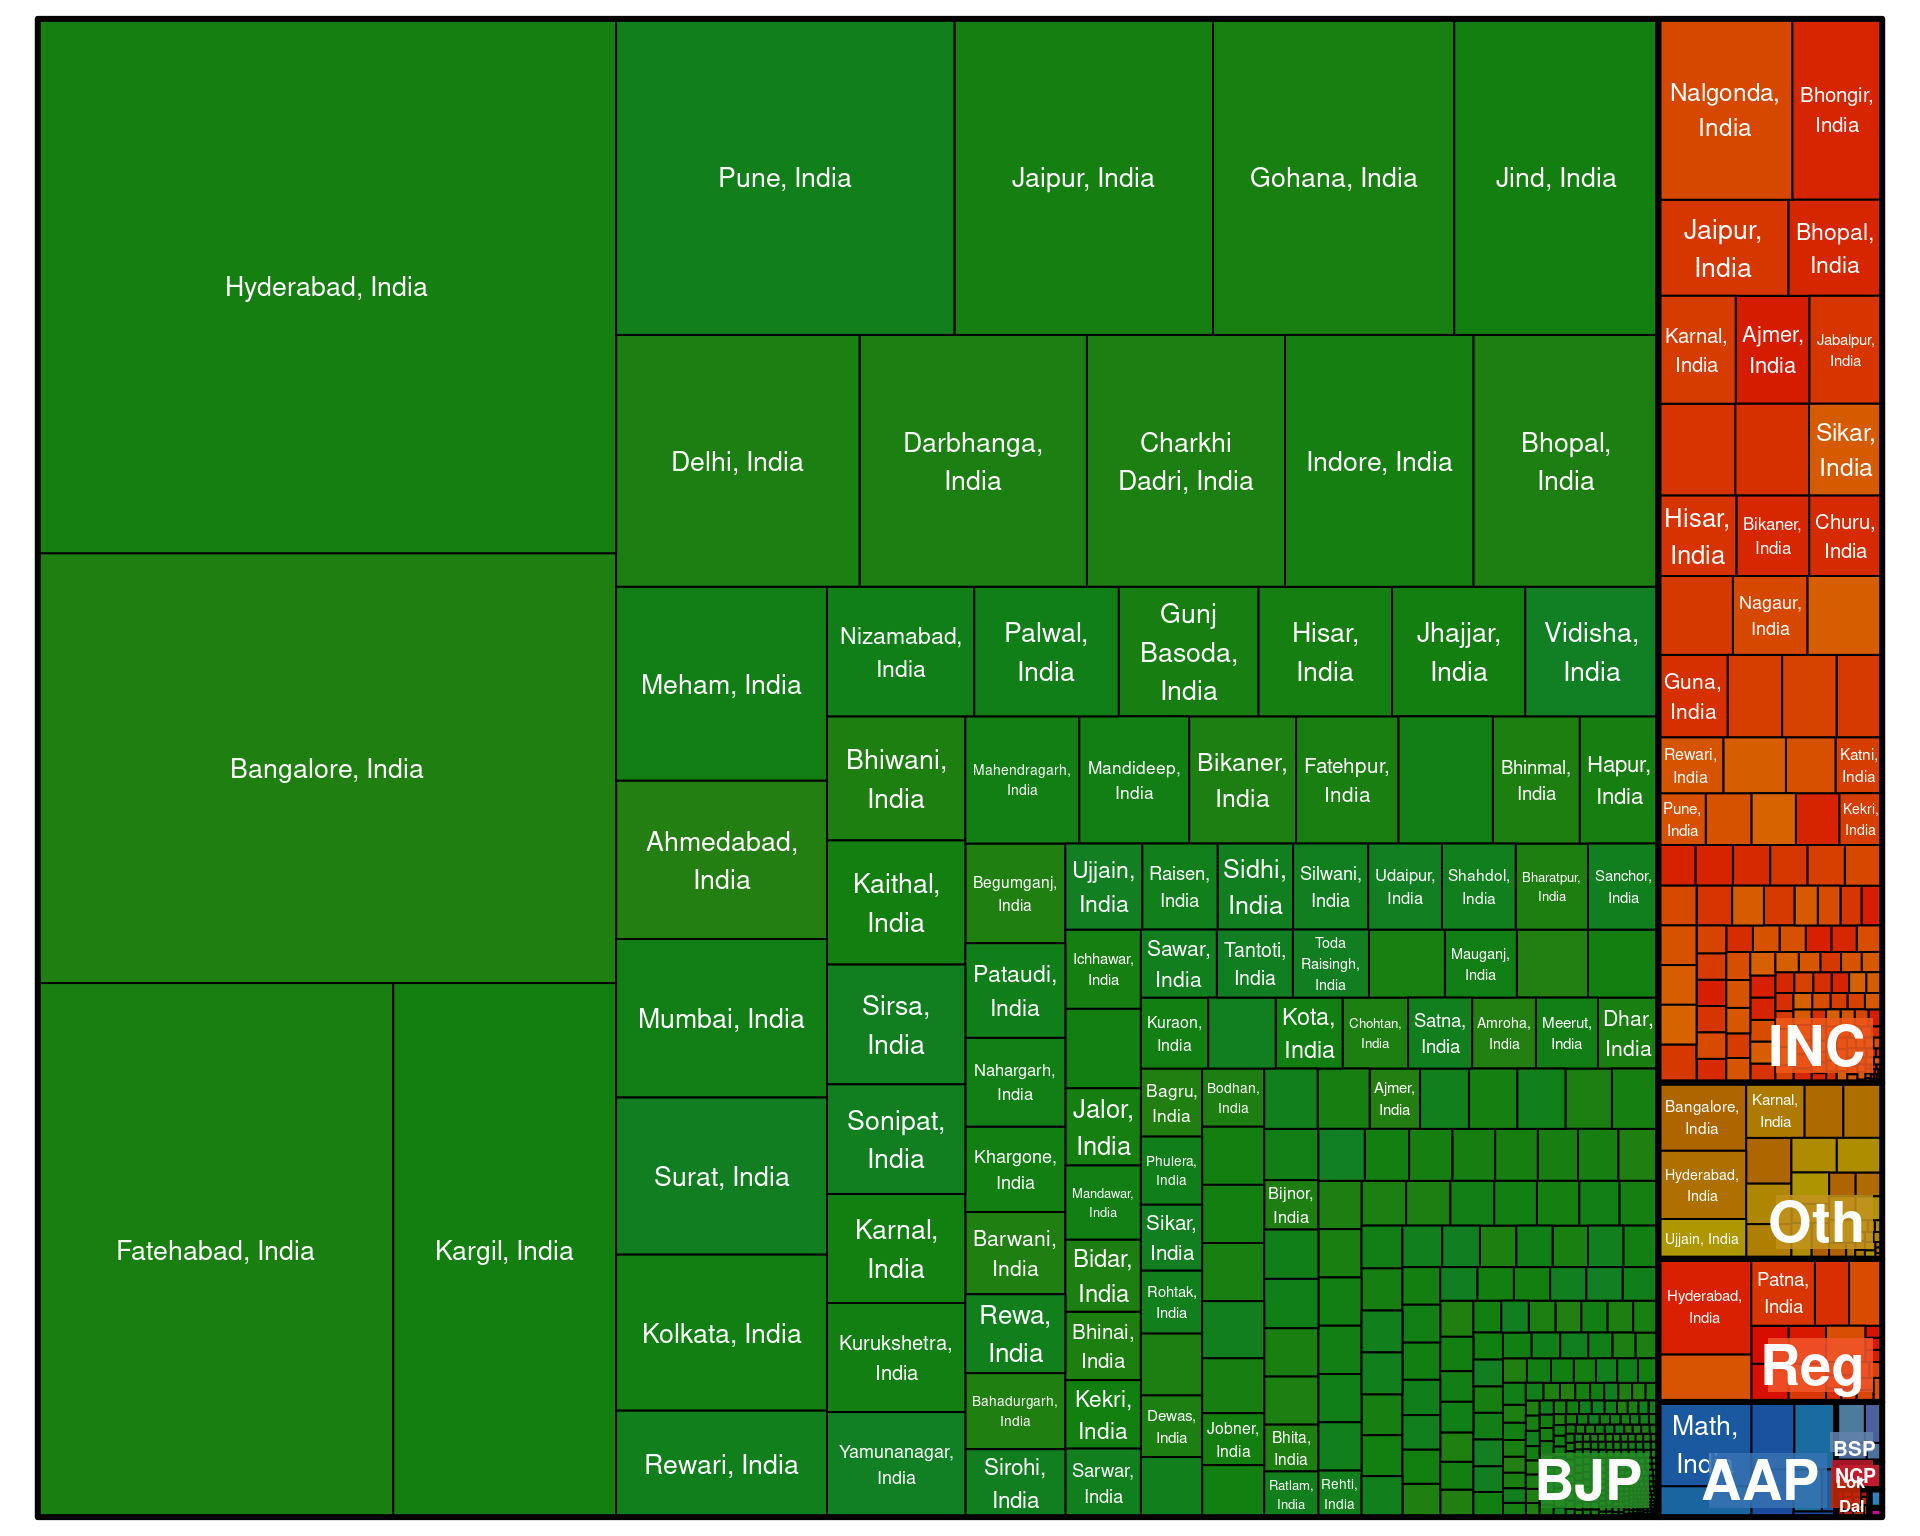 Hyderabad, India
Bangalore, India
Fatehabad, India
Kargil, India
Pune, India
Jaipur, India
Gohana, India
Jind, India
Delhi, India
Darbhanga,
India
Charkhi
Dadri, India
Indore, India
Bhopal,
India
Meham, India
Ahmedabad,
India
Mumbai, India
Surat, India
Kolkata, India
Rewari, India
Nizamabad,
India
Palwal,
India
Gunj
Basoda,
India
Hisar,
India
Jhajjar,
India
Vidisha,
India
Bhiwani,
India
Kaithal,
India
Sirsa,
India
Sonipat,
India
Karnal,
India
Kurukshetra,
India
Yamunanagar,
India
Mahendragarh,
India
Mandideep,
India
Bikaner,
India
Fatehpur,
India
Bhinmal,
India
Hapur,
India
Begumganj,
India
Pataudi,
India
Nahargarh,
India
Khargone,
India
Barwani,
India
Rewa,
India
Bahadurgarh,
India
Sirohi,
India
Ujjain,
India
Raisen,
India
Sidhi,
India
Silwani,
India
Udaipur,
India
Shahdol,
India
Bharatpur,
India
Sanchor,
India
Ichhawar,
India
Jalor,
India
Mandawar,
India
Bidar,
India
Bhinai,
India
Kekri,
India
Sarwar,
India
Sawar,
India
Tantoti,
India
Toda
Raisingh,
India
Mauganj,
India
Kuraon,
India
Kota,
India
Chohtan,
India
Satna,
India
Amroha,
India
Meerut,
India
Dhar,
India
Bagru,
India
Phulera,
India
Sikar,
India
Rohtak,
India
Dewas,
India
Bodhan,
India
Jobner,
India
Ajmer,
India
Bijnor,
India
Bhita,
India
Ratlam,
India
Rehti,
India
BJP
Nalgonda,
India
Bhongir,
India
Jaipur,
India
Bhopal,
India
Karnal,
India
Ajmer,
India
Jabalpur,
India
Sikar,
India
Hisar,
India
Bikaner,
India
Churu,
India
Nagaur,
India
Guna,
India
Rewari,
India
Katni,
India
Pune,
India
Kekri,
India
INC
Bangalore,
India
Karnal,
India
Hyderabad,
India
Ujjain, India
Oth
Hyderabad,
India
Patna,
India
Reg
Math,
India
AAP
BSP
NCP
Lok
Dal